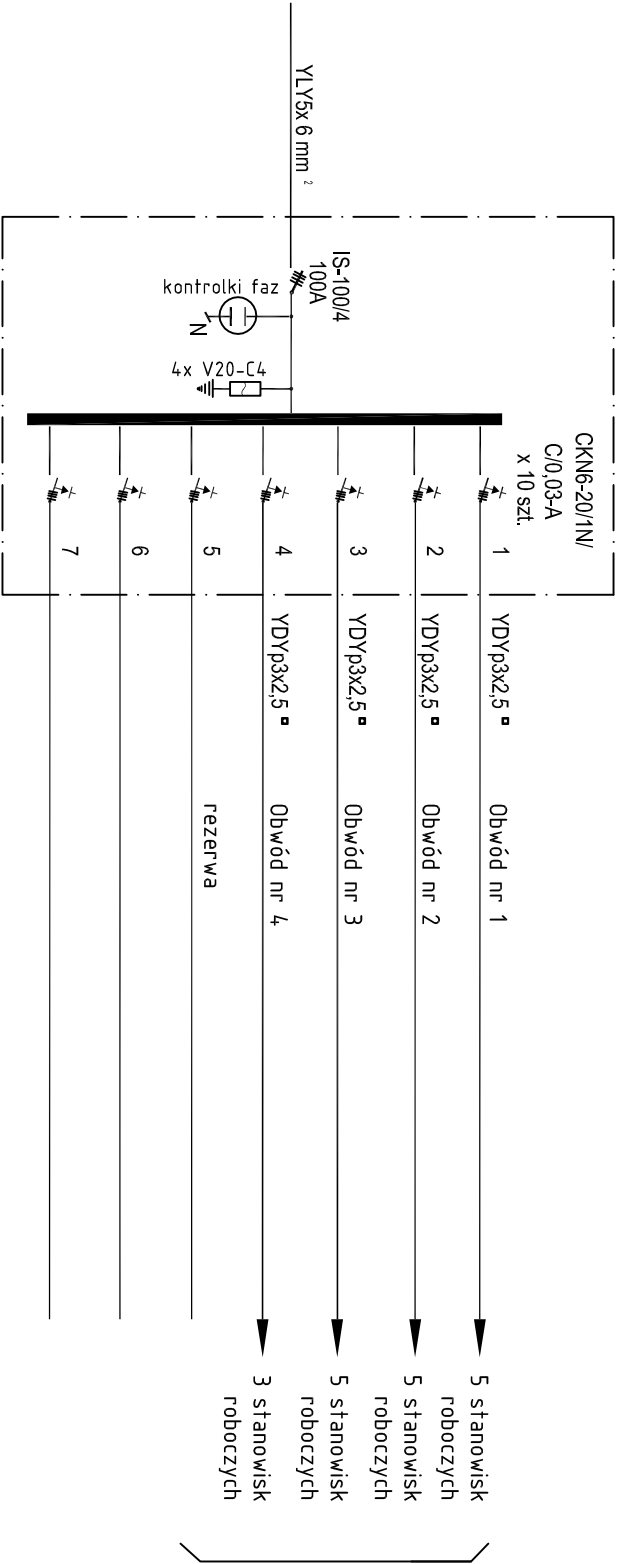 YLY5x 6 mm ²
IS-100/4
100A
kontrolki faz
N
4x V20-C4
CKN6-20/1N/
C/0,03-A
x 10 szt.
1
YDYp3x2,5
Obwód nr 1
5 stanowisk
roboczych
2
YDYp3x2,5
Obwód nr 2
5 stanowisk
roboczych
3
YDYp3x2,5
Obwód nr 3
5 stanowisk
roboczych
4
YDYp3x2,5
Obwód nr 4
3 stanowisk
roboczych
5
rezerwa
6
7